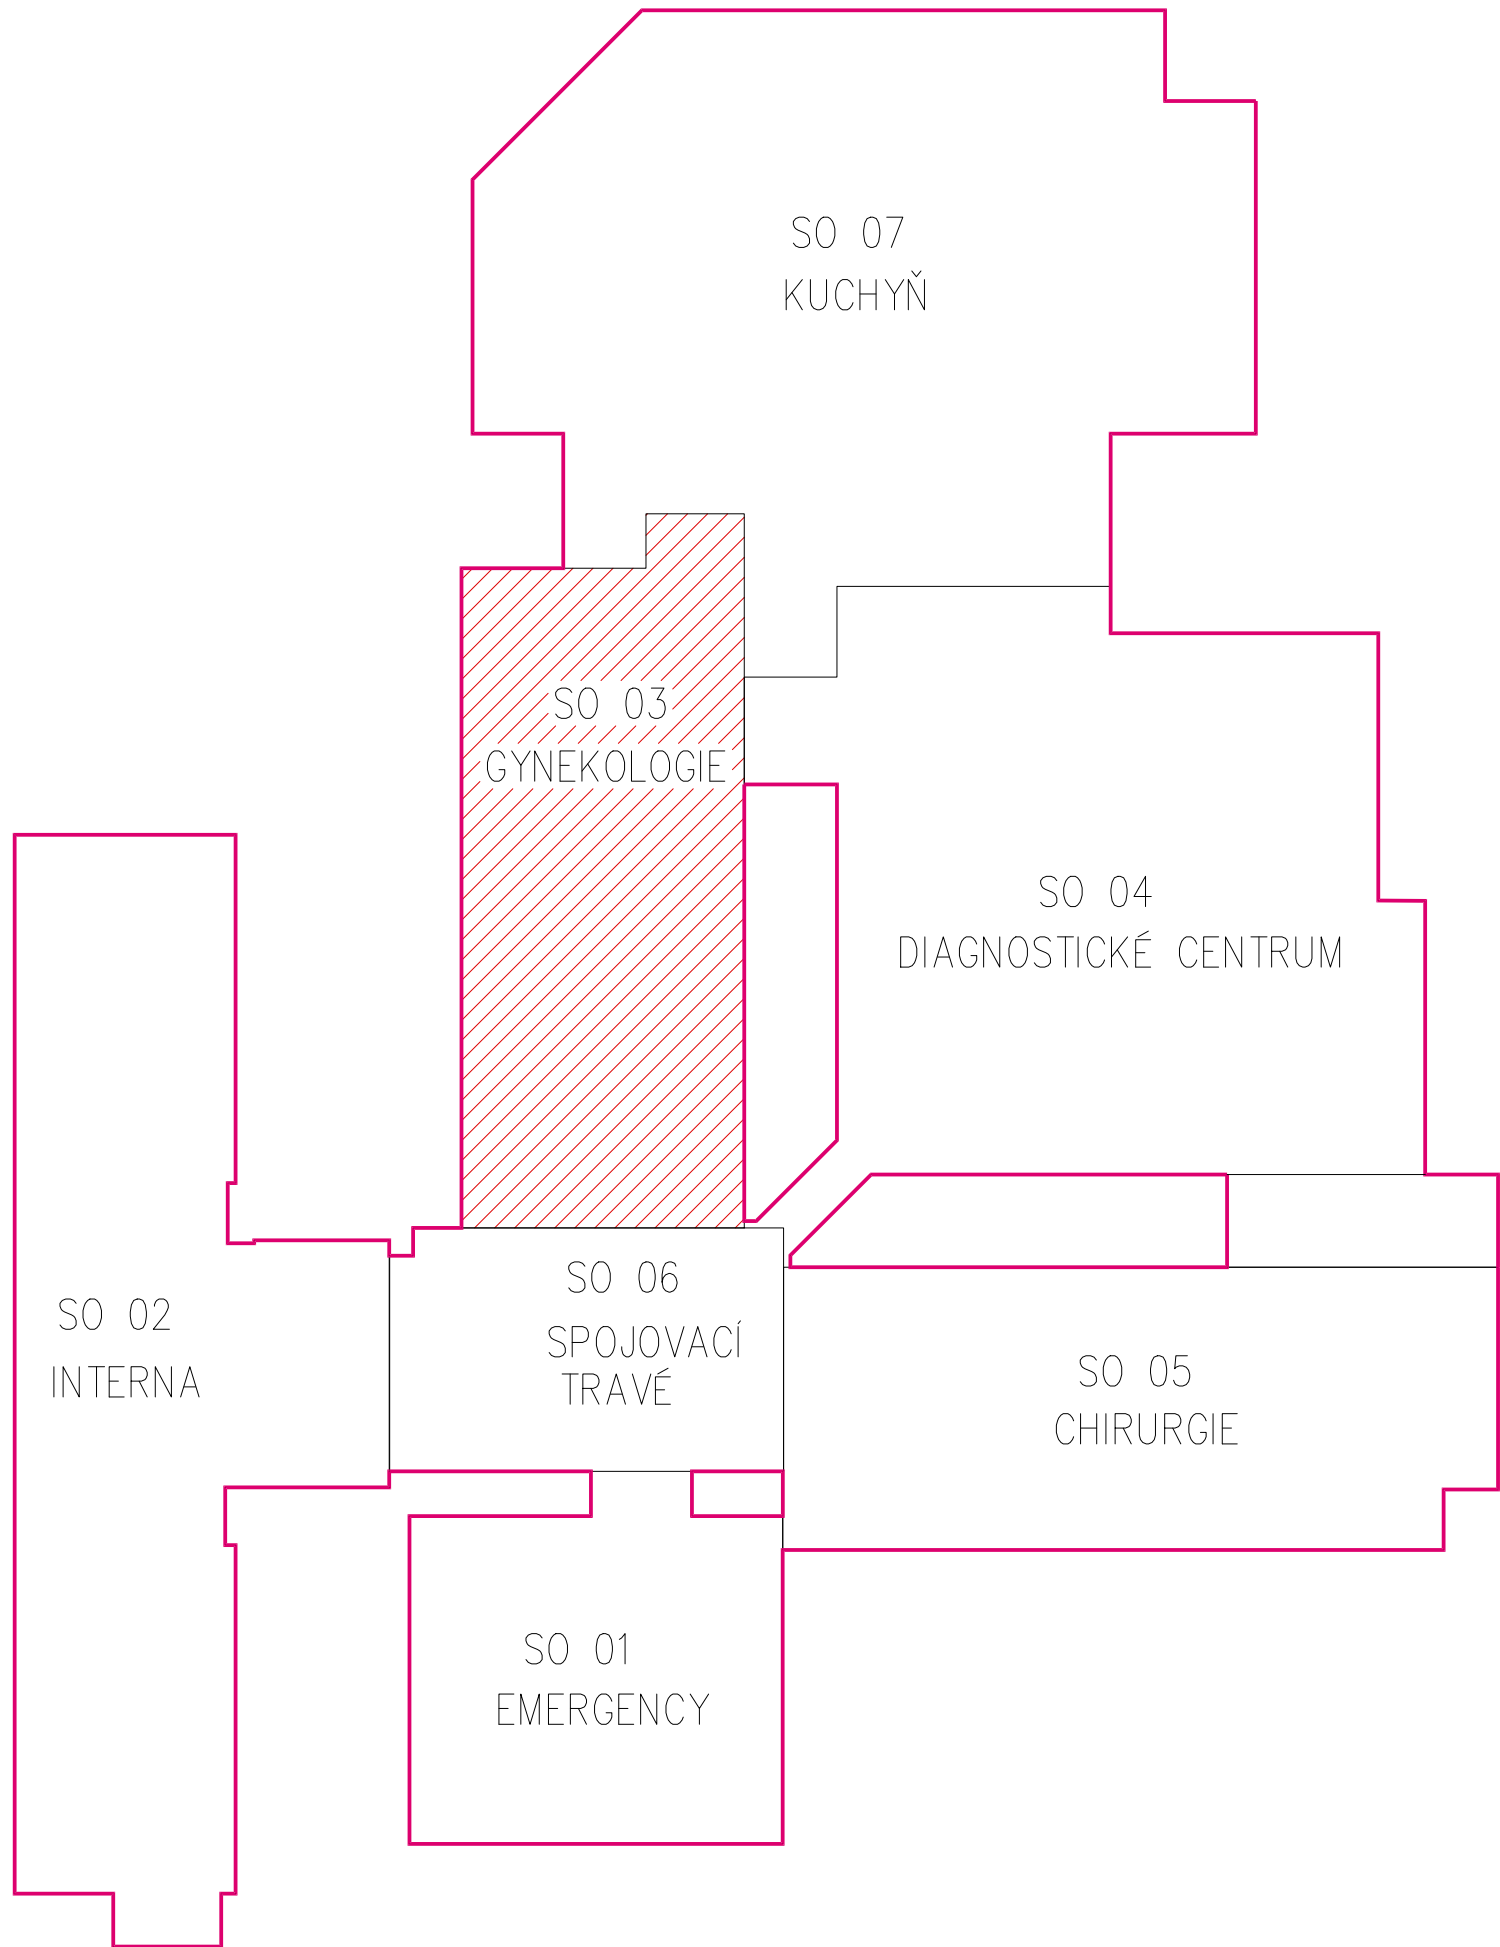 SO 07
KUCHYŇ
SO 03
GYNEKOLOGIE
SO 04
DIAGNOSTICKÉ CENTRUM
SO 06
SPOJOVACÍ
TRAVÉ
SO 02
INTERNA
SO 05
CHIRURGIE
SO 01
EMERGENCY